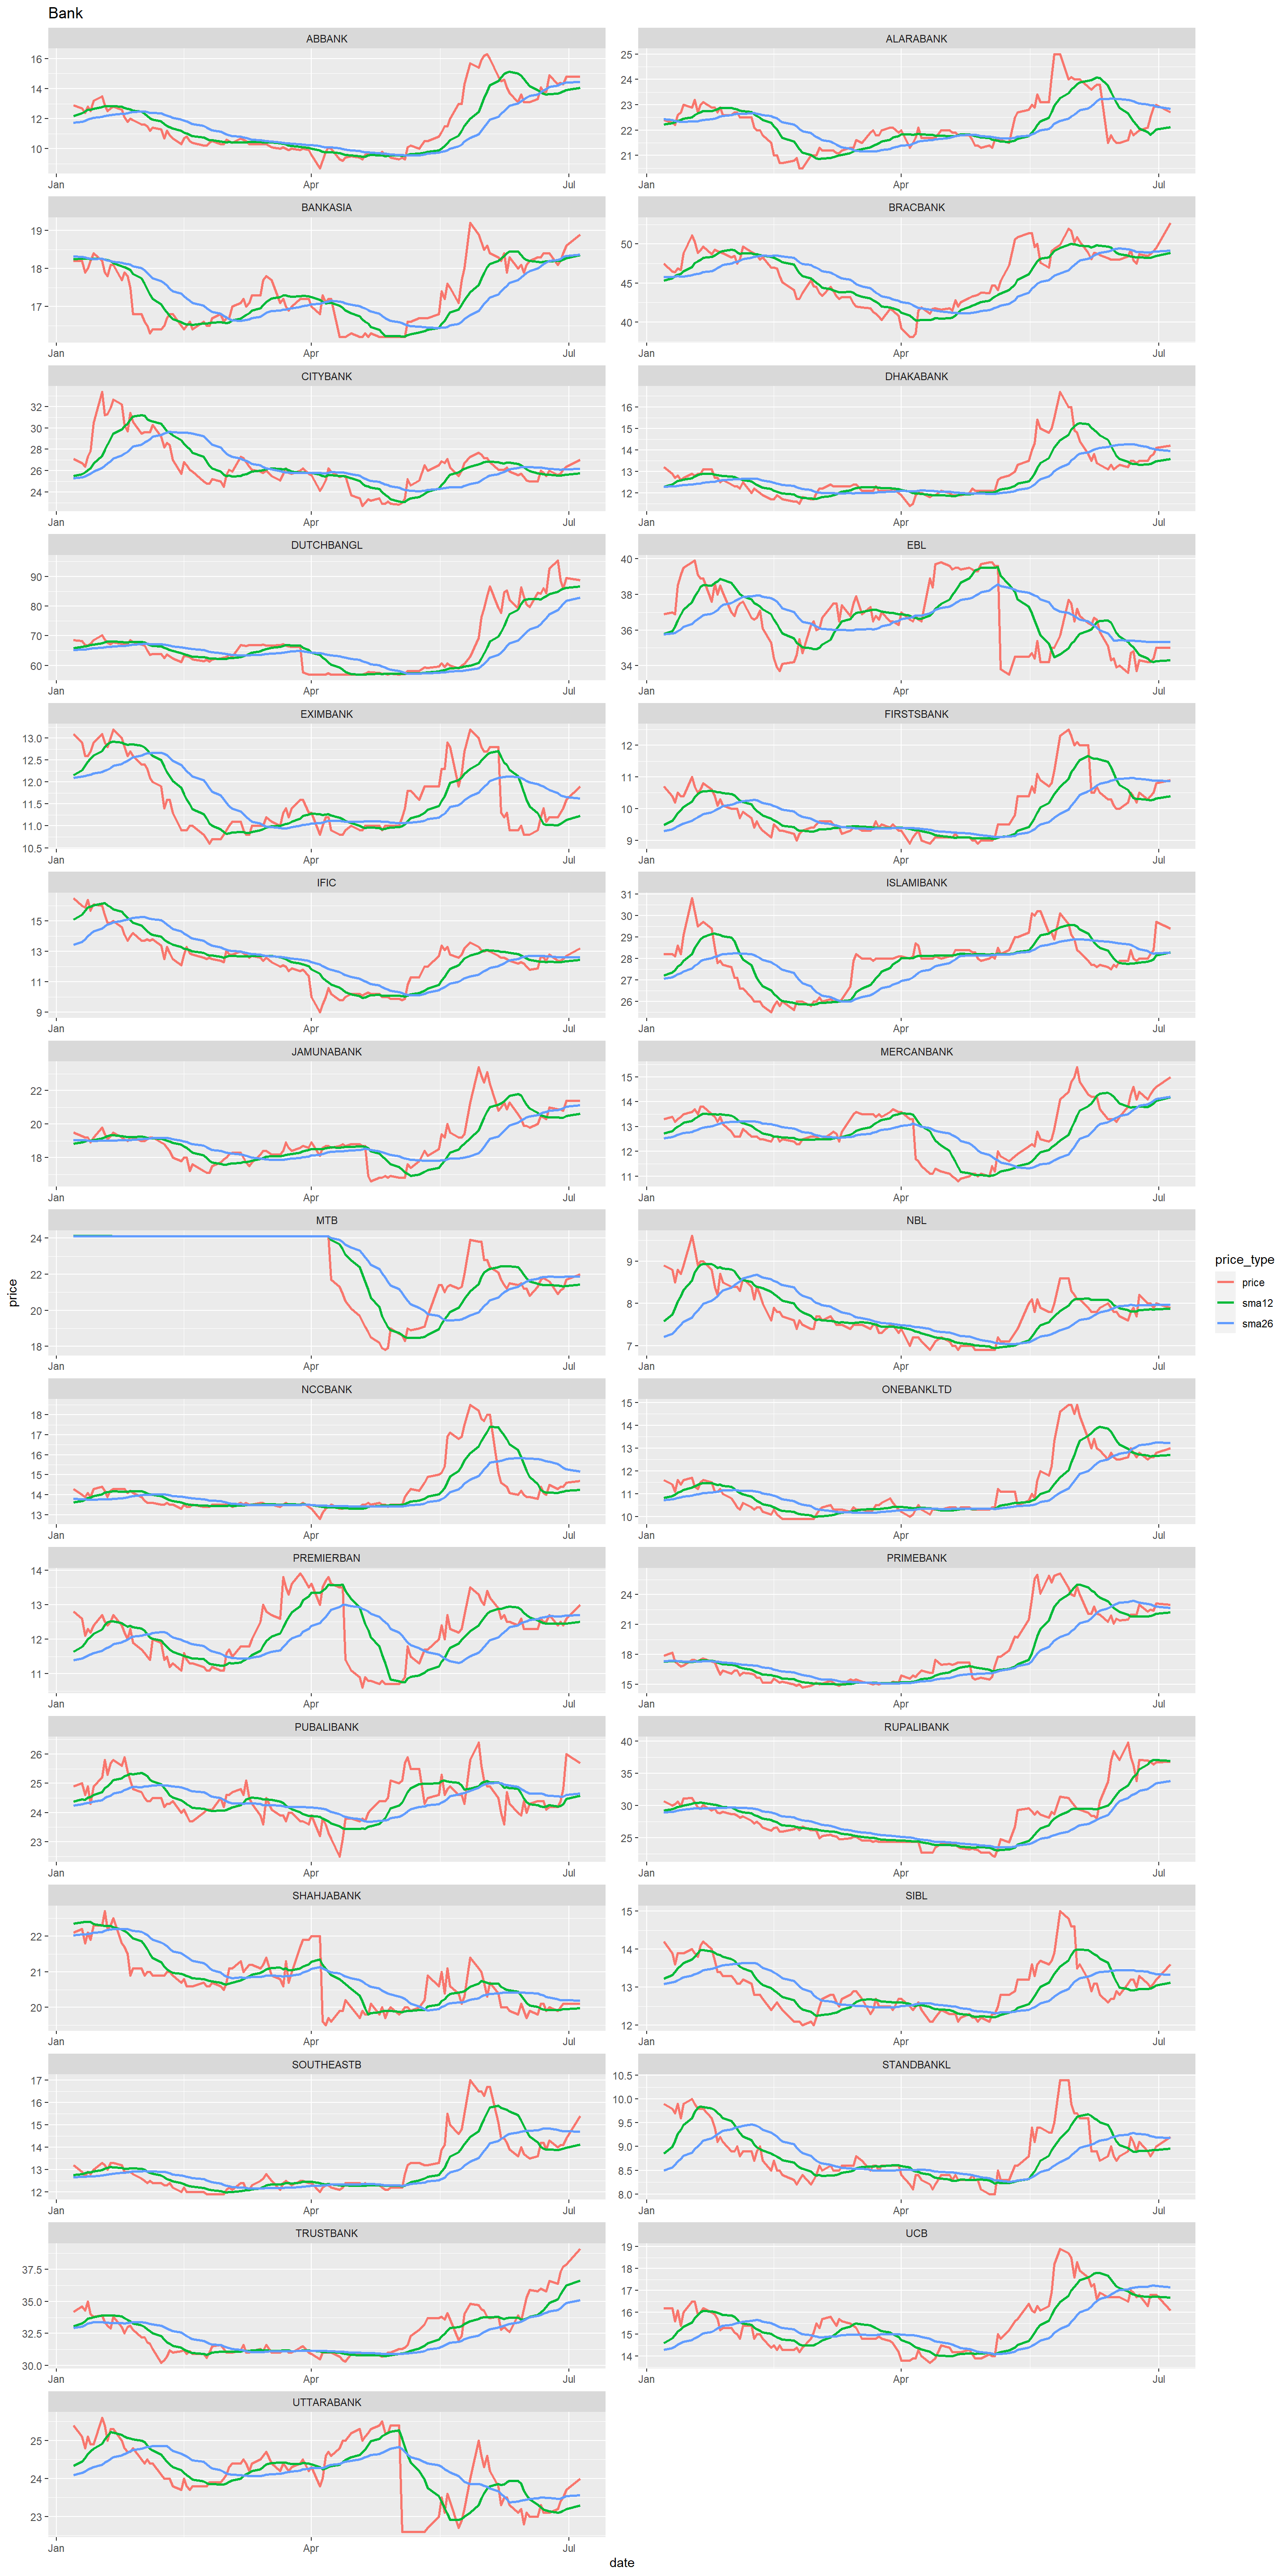 Bank
ABBANK
ALARABANK
16
14
12
10
25
24
23
22
21
Jan Apr Jul
Jan Apr Jul
BANKASIA
BRACBANK
19
18
17
50
45
40
Jan Apr Jul
Jan Apr Jul
CITYBANK
DHAKABANK
32
30
28
26
24
16
15
14
13
12
Jan Apr Jul
Jan Apr Jul
DUTCHBANGL
EBL
90
80
70
60
40
38
36
34
Jan Apr Jul
Jan Apr Jul
EXIMBANK
FIRSTSBANK
13.0
12.5
12.0
11.5
11.0
10.5
12
11
10
9
Jan Apr Jul
Jan Apr Jul
IFIC
ISLAMIBANK
15
13
11
9
31
30
29
28
27
26
Jan Apr Jul
Jan Apr Jul
JAMUNABANK
MERCANBANK
22
20
18
15
14
13
12
11
Jan Apr Jul
Jan Apr Jul
MTB
NBL
24
22
20
18
9
8
7
Jan Apr Jul
Jan Apr Jul
price
price_type
price
sma12
sma26
NCCBANK
ONEBANKLTD
18
17
16
15
14
13
15
14
13
12
11
10
Jan Apr Jul
Jan Apr Jul
PREMIERBAN
PRIMEBANK
14
13
12
11
24
21
18
15
Jan Apr Jul
Jan Apr Jul
PUBALIBANK
RUPALIBANK
26
25
24
23
40
35
30
25
Jan Apr Jul
Jan Apr Jul
SHAHJABANK
SIBL
22
21
20
15
14
13
12
Jan Apr Jul
Jan Apr Jul
SOUTHEASTB
STANDBANKL
17
16
15
14
13
12
10.5
10.0
9.5
9.0
8.5
8.0
Jan Apr Jul
Jan Apr Jul
TRUSTBANK
UCB
37.5
35.0
32.5
30.0
19
18
17
16
15
14
Jan Apr Jul
Jan Apr Jul
UTTARABANK
25
24
23
Jan Apr Jul
date